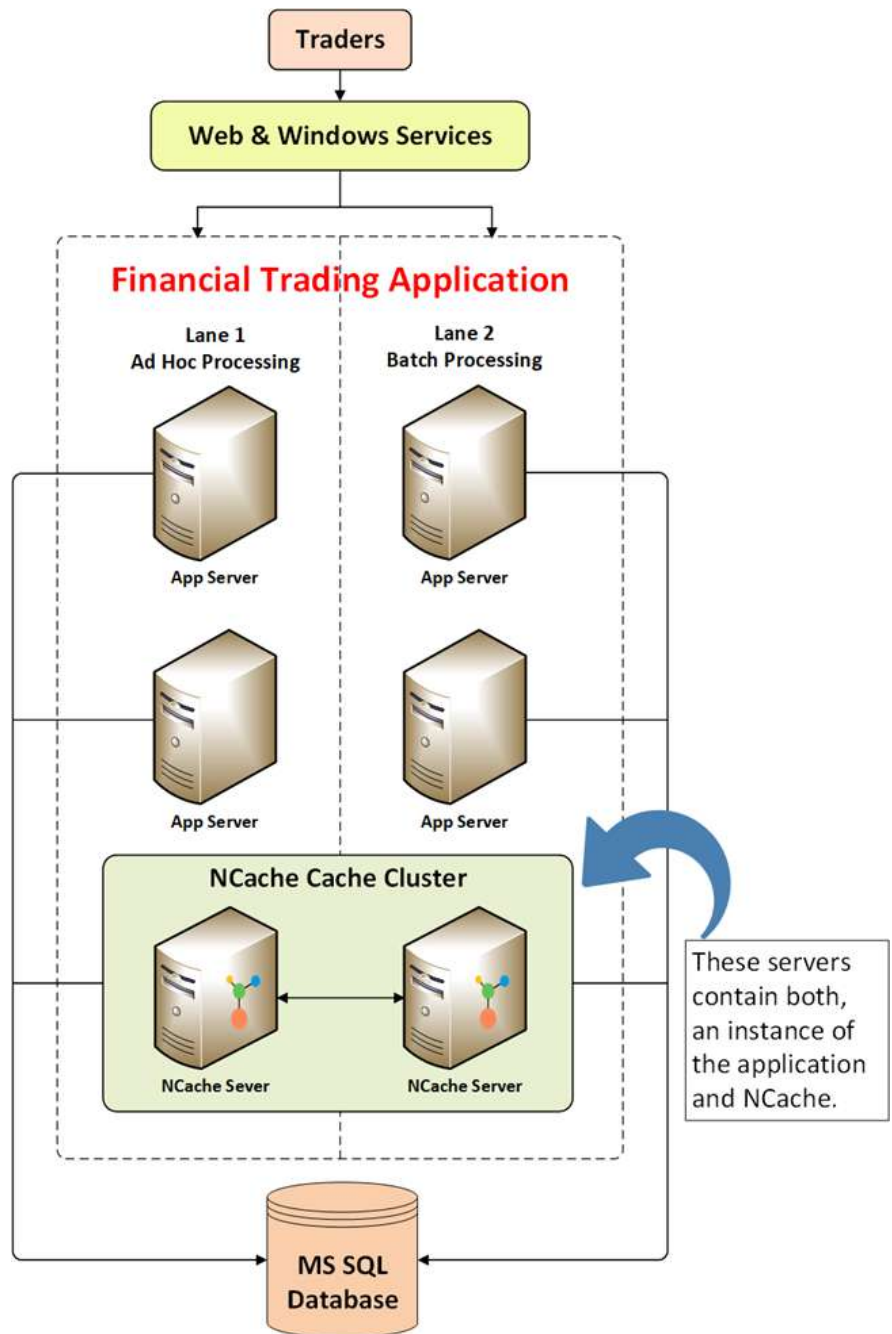 Traders
Web & Windows Services
Financial Trading Application
Lane 1
Ad Hoc Processing
Lane 2
Batch Processing
App Server
App Server
App Server
App Server
NCache Cache Cluster
NCache Sever
NCache Server
These servers
contain both,
an instance of
the application
and NCache.
MS SQL
Database